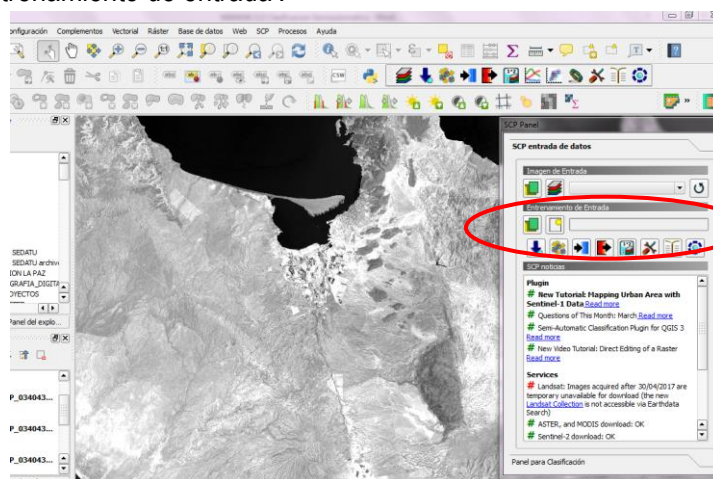 trenamiento de entrada .
onfiguración Complementos Vectorial Ráster Base de datos Web SCP Procesos Ayuda
CSW
SEDATU
SEDATU archiv
ION LA PAZ
GRAFIA_DIGITA
OYECTOS
Panel del explo...
P_034043...
P_034043...
P_034043...
SCP Panel
SCP entrada de datos
Imagen de Entrada
Entrenamiento de Entrada
SCP noticias
Plugin
# New Tutorial: Mapping Urban Area with
Sentinel-1 Data Read more
# Questions of This Month: March Read more
# Semi-Automatic Classification Plugin for QGIS 3
Read more
# New Video Tutorial: Direct Editing of a Raster
Read more
Services
# Landsat: Images acquired after 30/04/2017 are
temporary unavailable for download (the new
Landsat Collection is not accessible via Earthdata
Search)
# ASTER, and MODIS download: OK
# Sentinel-2 download: OK
Panel para Clasificación